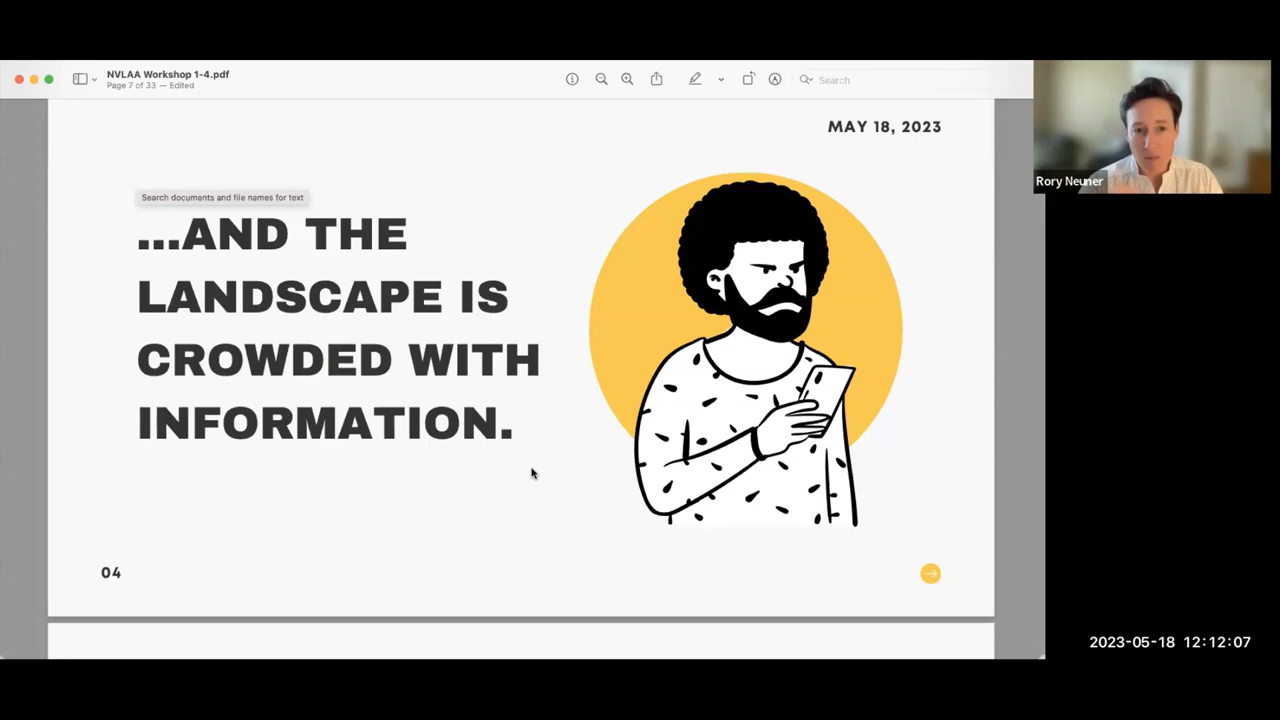 NVLAA Workshop 1-4.pdf
Page 7 of 33 — Edited
Search
MAY 18, 2023
Search documents and file names for text
...AND THE
LANDSCAPE IS
CROWDED WITH
INFORMATION.
04
Rory Neuner
2023-05-18 12:12:07